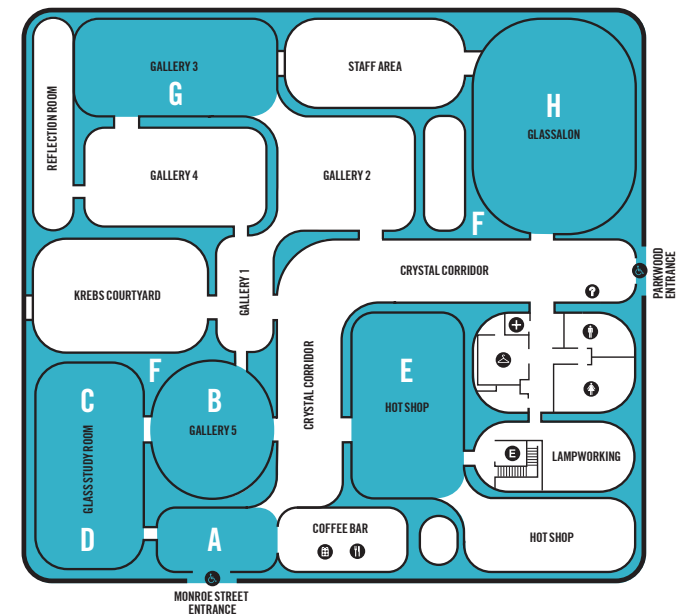 GALLERY 3
G
STAFF AREA
H
GLASSALON
REFLECTION ROOM
GALLERY 4
GALLERY 2
F
CRYSTAL CORRIDOR
PARKWOOD
ENTRANCE
?
KREBS COURTYARD
GALLERY 1
CRYSTAL CORRIDOR
F
E
HOT SHOP
C
B
GALLERY 5
GLASS STUDY ROOM
E
LAMPWORKING
D
A
COFFEE BAR
HOT SHOP
MONROE STREET
ENTRANCE